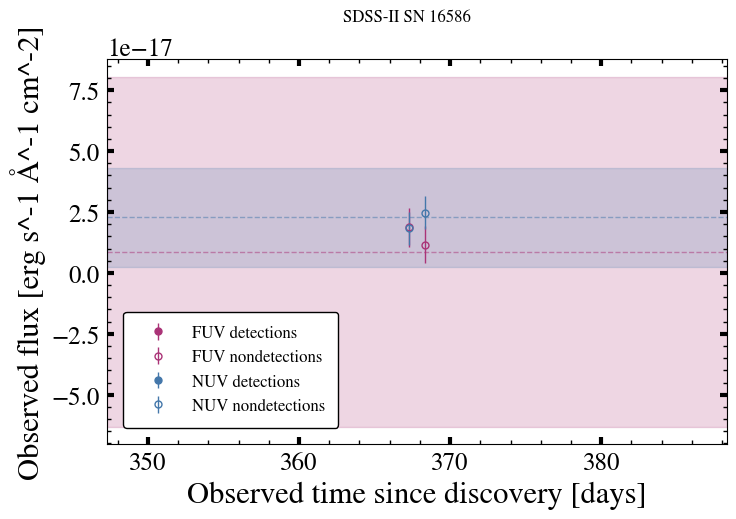 SDSS-II SN 16586
1e−17
Observed flux [erg s^-1 Å^-1 cm^-2]
7.5
5.0
2.5
0.0
−2.5
−5.0
FUV detections
FUV nondetections
NUV detections
NUV nondetections
350 360 370 380
Observed time since discovery [days]